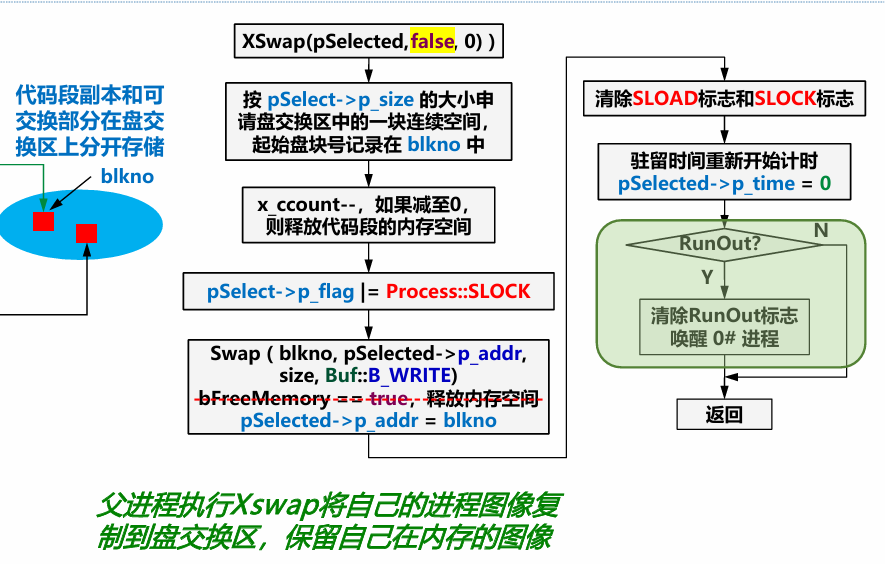 XSwap(pSelected,false, 0) )
代码段副本和可
交换部分在盘交
换区上分开存储
blkno
按 pSelect->p_size 的大小申
请盘交换区中的一块连续空间，
起始盘块号记录在 blkno 中
x_ccount--，如果减至0，
则释放代码段的内存空间
pSelect->p_flag |= Process::SLOCK
Swap ( blkno, pSelected->p_addr,
size, Buf::B_WRITE)
bFreeMemory == true，释放内存空间
pSelected->p_addr = blkno
清除SLOAD标志和SLOCK标志
驻留时间重新开始计时
pSelected->p_time = 0
RunOut?
N
Y
清除RunOut标志
唤醒 0# 进程
返回
父进程执行Xswap将自己的进程图像复
制到盘交换区，保留自己在内存的图像